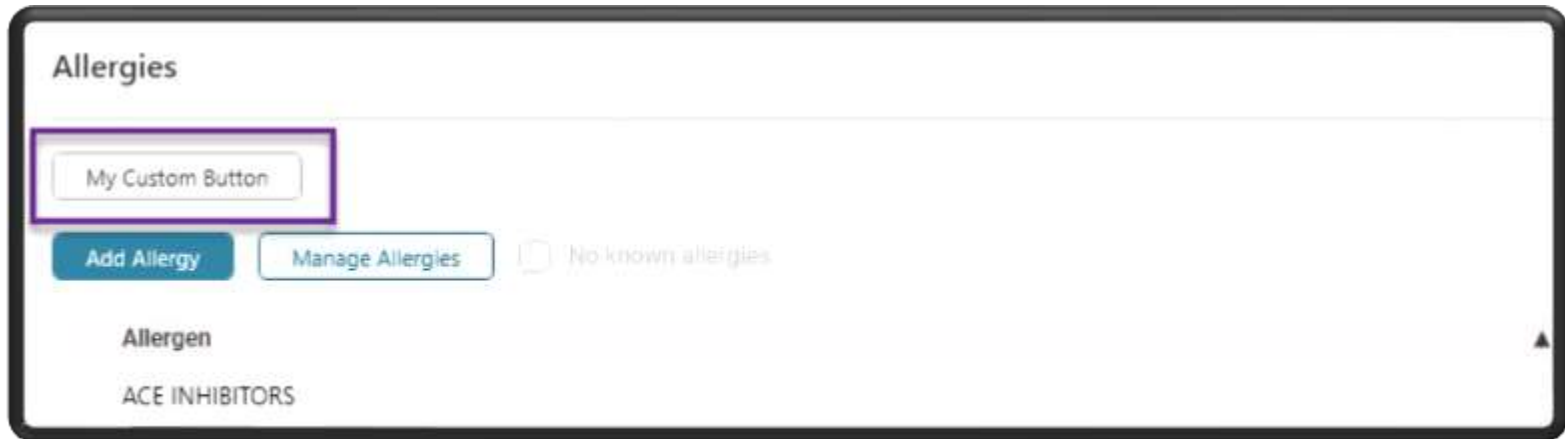 Allergies
My Custom Button
Add Allergy Manage Allergies No known allergies
Allergen
ACE INHIBITORS